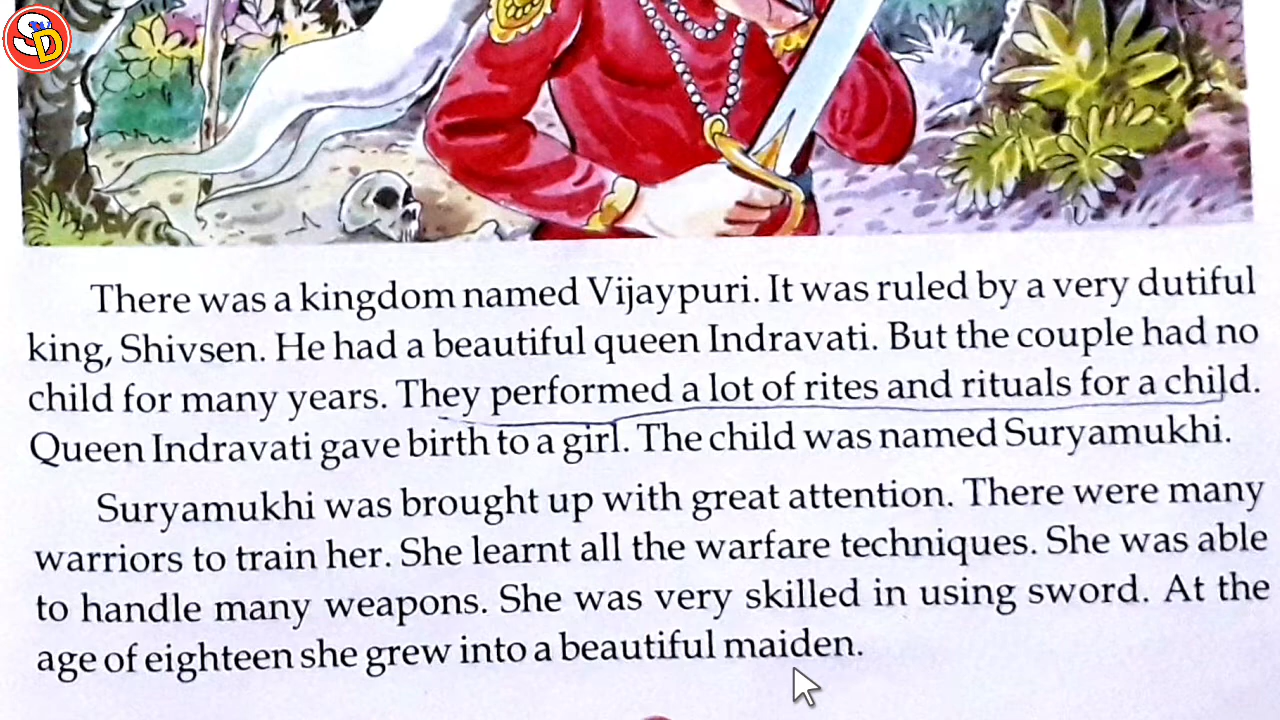 SD
There was a kingdom named Vijaypuri. It was ruled by a very dutiful
king, Shivsen. He had a beautiful queen Indravati. But the couple had no
child for many years. They performed a lot of rites and rituals for a child.
Queen Indravati gave birth to a girl. The child was named Suryamukhi.
Suryamukhi was brought up with great attention. There were many
warriors to train her. She learnt all the warfare techniques. She was able
to handle many weapons. She was very skilled in using sword. At the
age of eighteen she grew into a beautiful maiden.